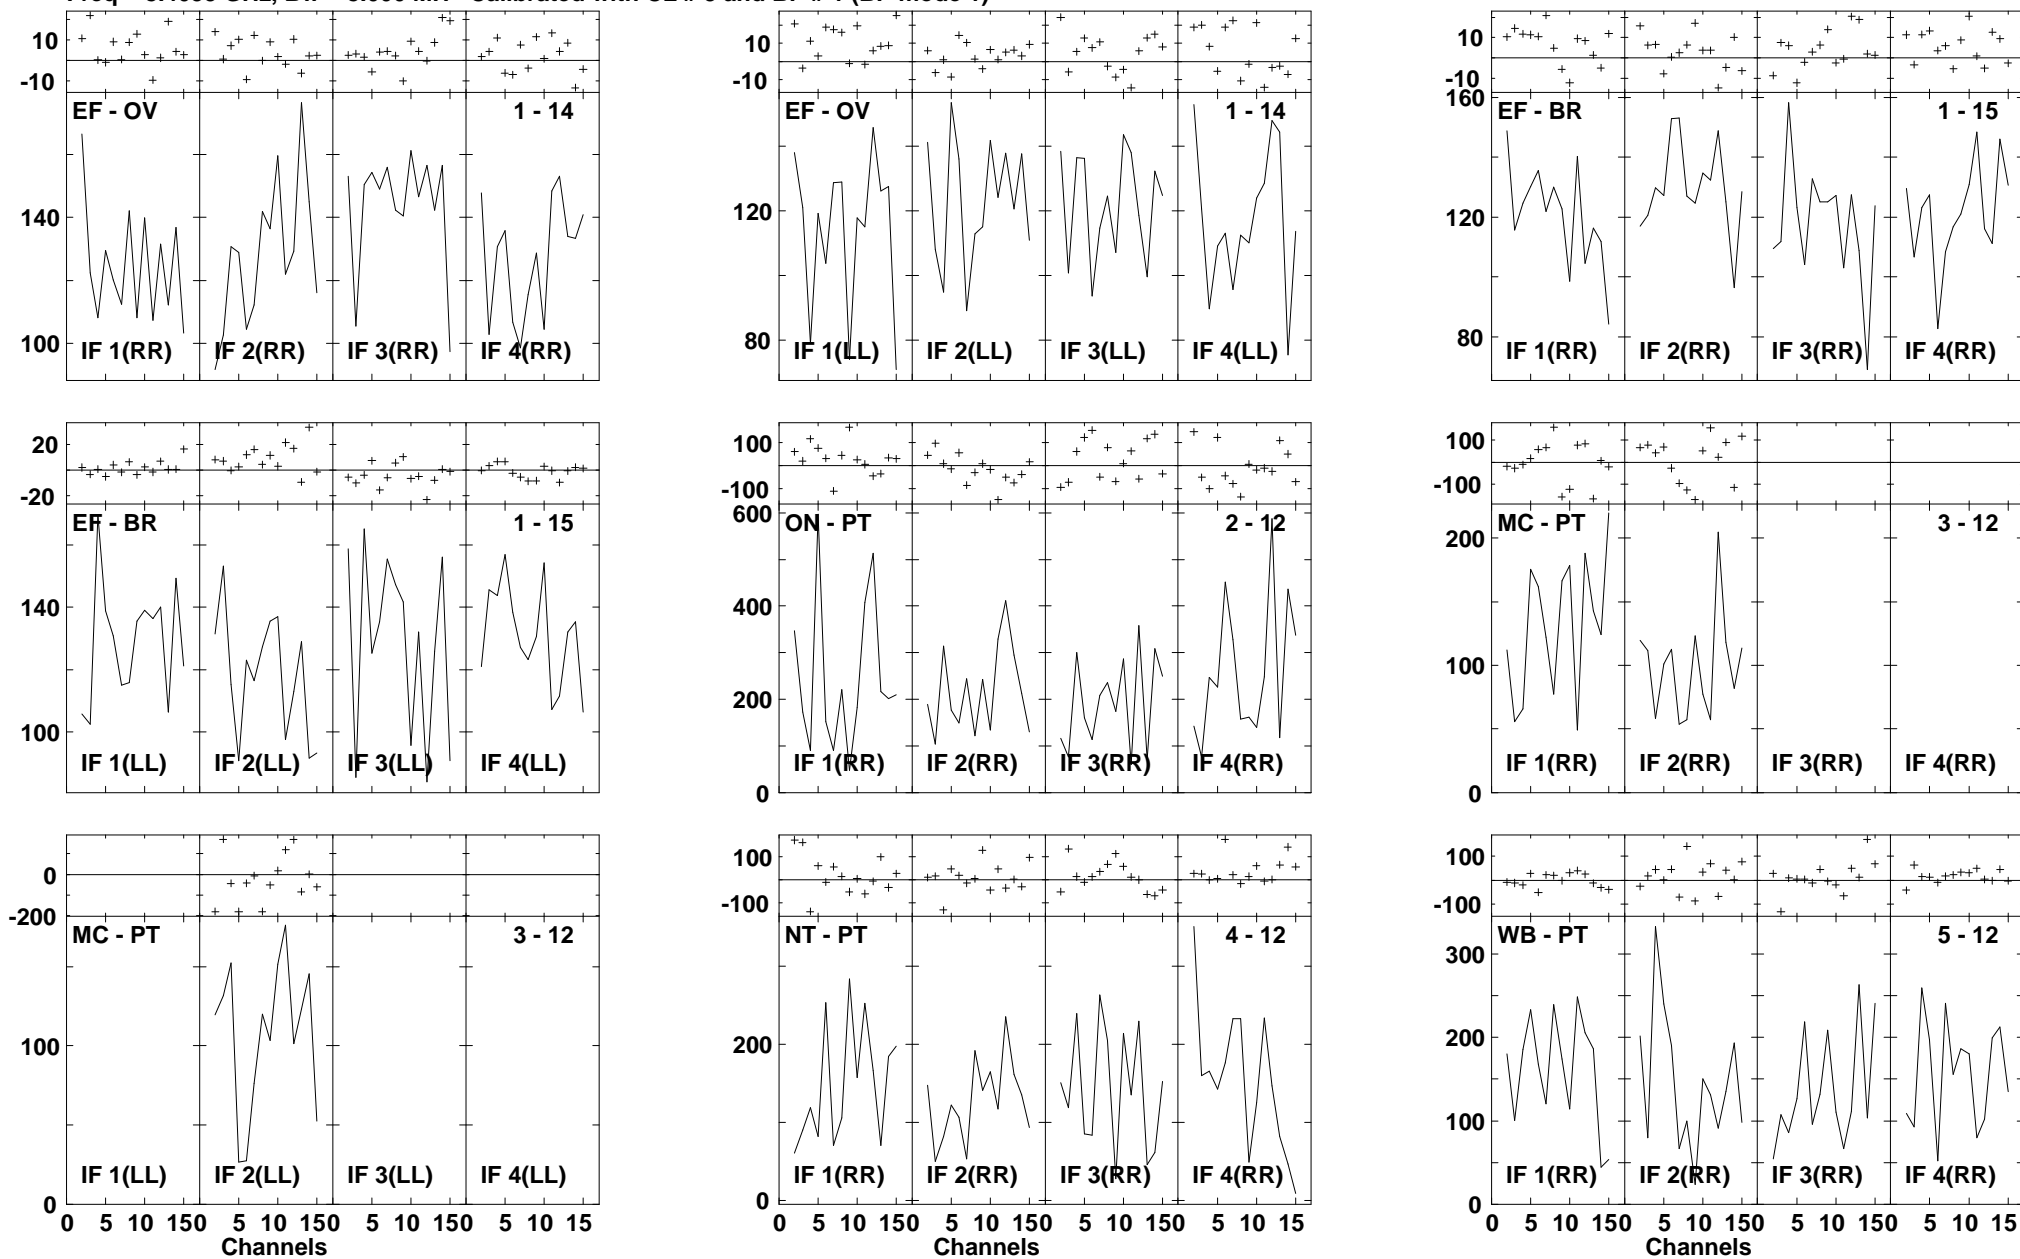 10 10 10
-10 -10 -10
EF - OV 1 - 14 EF - OV 1 - 14 160 EF - BR 1 - 15
140 120 120
100 80 80
IF 1(RR) IF 2(RR) IF 3(RR) IF 4(RR) IF 1(LL) IF 2(LL) IF 3(LL) IF 4(LL) IF 1(RR) IF 2(RR) IF 3(RR) IF 4(RR)
20 100 100
-20 -100 -100
EF - BR 1 - 15 600 ON - PT 2 - 12 MC - PT 3 - 12
140 400 200
100 200 100
IF 1(LL) IF 2(LL) IF 3(LL) IF 4(LL) IF 1(RR) IF 2(RR) IF 3(RR) IF 4(RR) IF 1(RR) IF 2(RR) IF 3(RR) IF 4(RR)
0 0
0 100 100
-200 -100 -100
MC - PT 3 - 12 NT - PT 4 - 12 WB - PT 5 - 12
300
100 200 200
100
IF 1(LL) IF 2(LL) IF 3(LL) IF 4(LL) IF 1(RR) IF 2(RR) IF 3(RR) IF 4(RR) IF 1(RR) IF 2(RR) IF 3(RR) IF 4(RR)
0 0 0
0 5 10 150 5 10 150 5 10 150 5 10 15 0 5 10 150 5 10 150 5 10 150 5 10 15 0 5 10 150 5 10 150 5 10 150 5 10 15
Channels Channels Channels